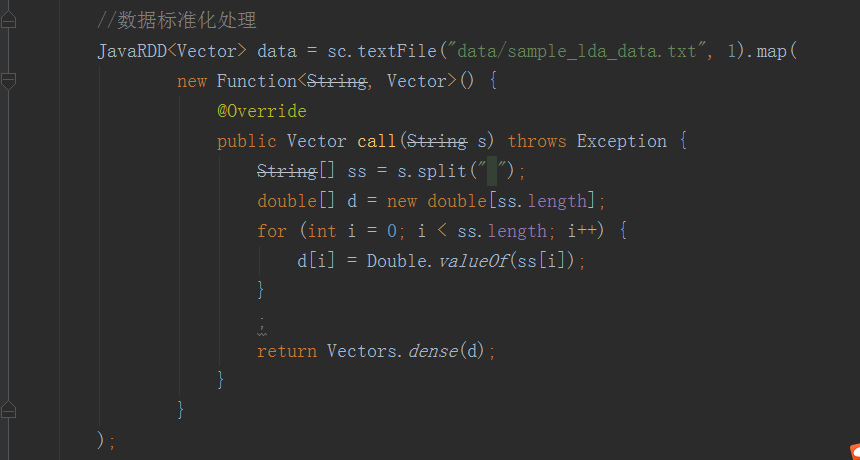 //数据标准化处理
JavaRDD<Vector> data = sc.textFile("data/sample_lda_data.txt", 1).map(
new Function<String, Vector>() {
@Override
public Vector call(String s) throws Exception {
String[] ss = s.split(" ");
double[] d = new double[ss.length];
for (int i = 0; i < ss.length; i++) {
d[i] = Double.valueOf(ss[i]);
}
;
return Vectors.dense(d);
}
}
);